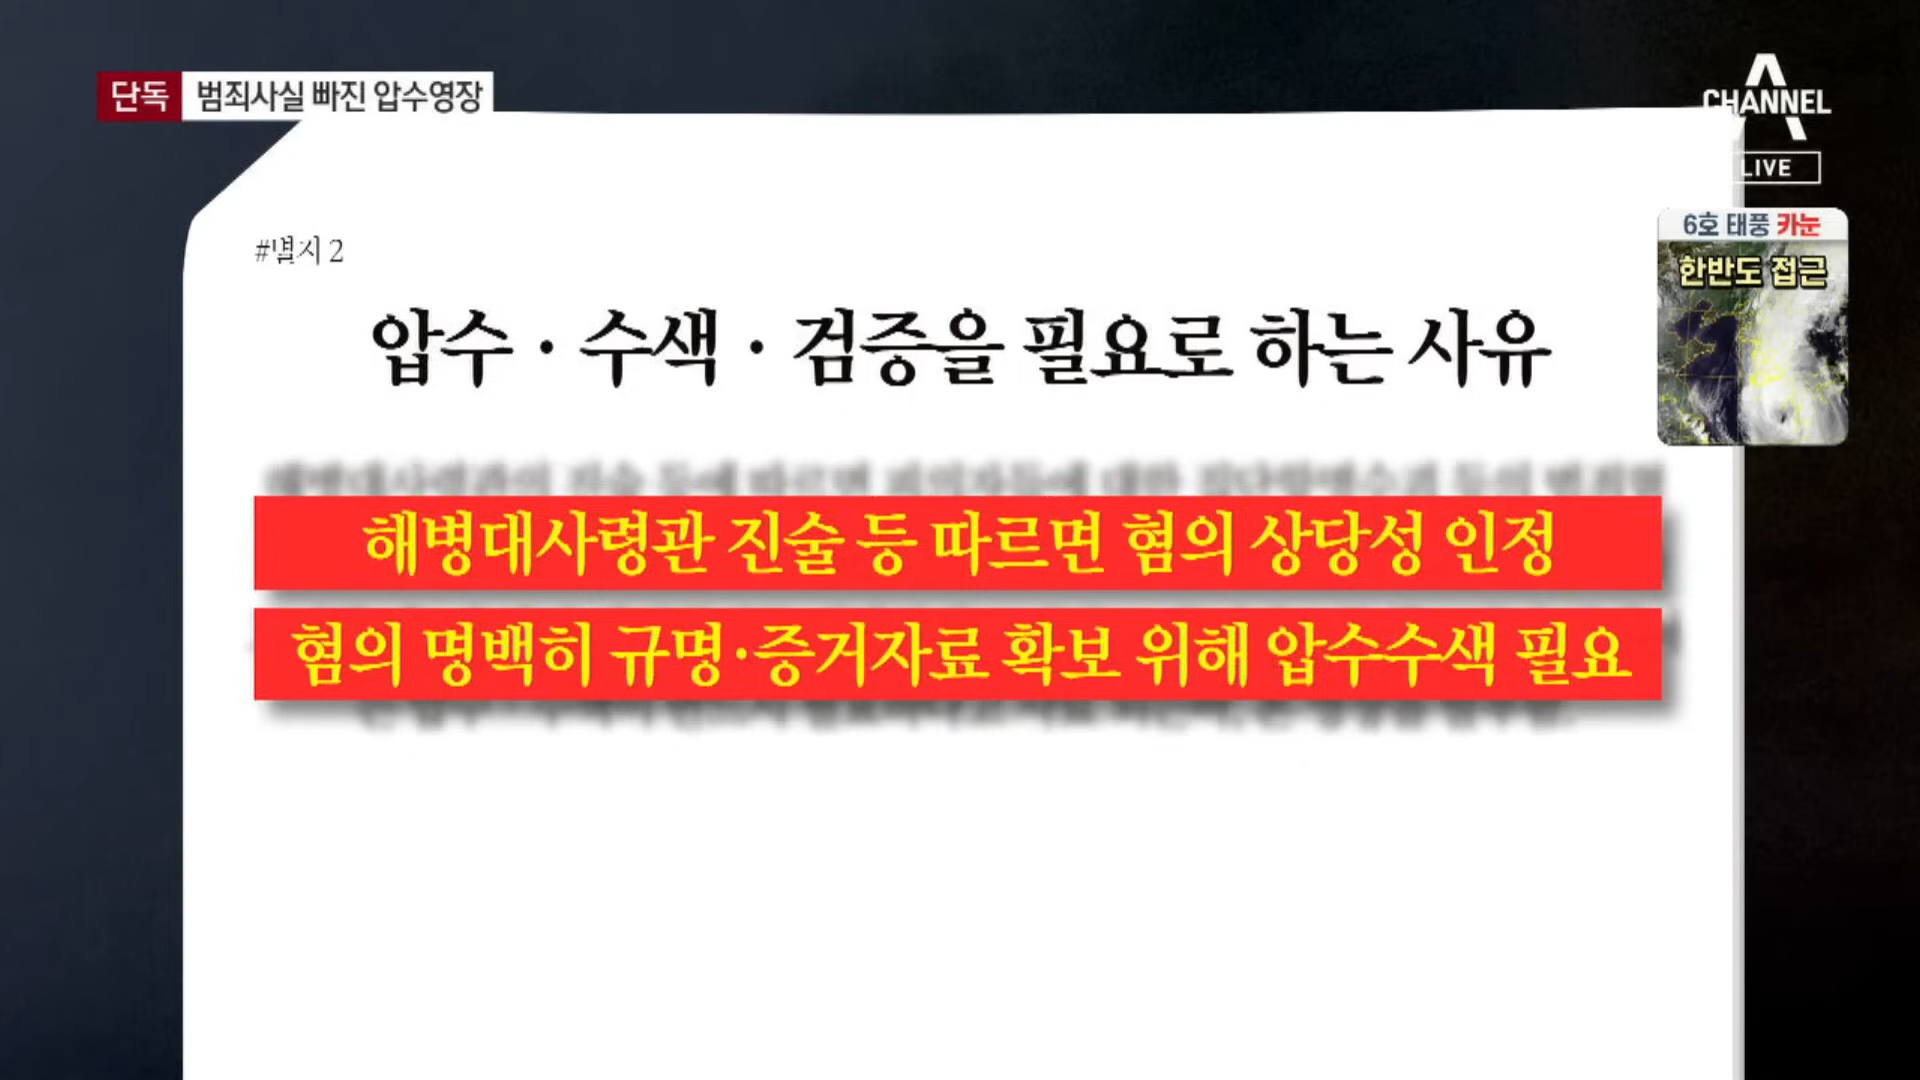 단독 범죄사실 빠진 압수영장
CHANNEL A
LIVE
6호 태풍 카눈
한반도 접근
#별지 2
압수 · 수색 · 검증을 필요로 하는 사유
해병대사령관 진술 등 따르면 혐의 상당성 인정
혐의 명백히 규명·증거자료 확보 위해 압수수색 필요